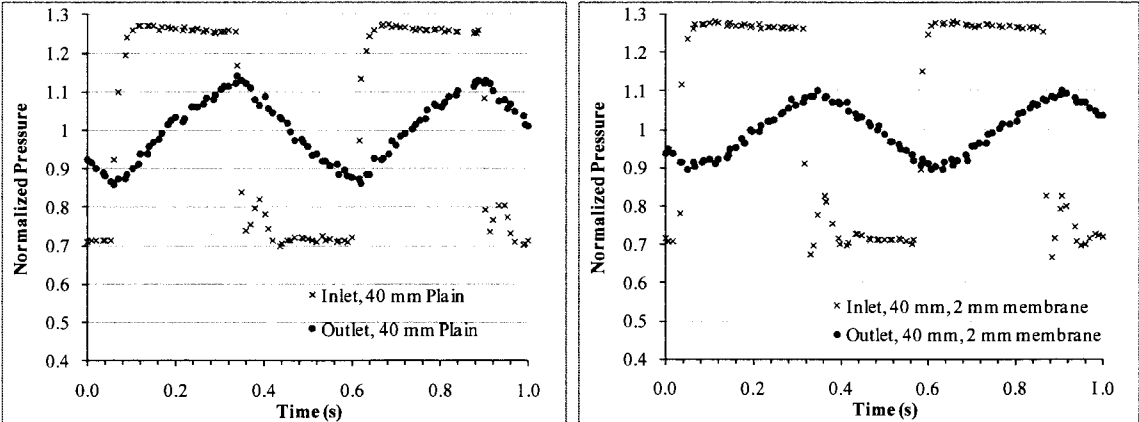 1.3
1.2
1.1
1
0.9
0.8
0.7
0.6
0.5
0.4
Normalized Pressure
× Inlet, 40 mm Plain
● Outlet, 40 mm Plain
0.0 0.2 0.4 0.6 0.8 1.0
Time (s)
1.3
1.2
1.1
1
0.9
0.8
0.7
0.6
0.5
0.4
Normalized Pressure
× Inlet, 40 mm, 2 mm membrane
● Outlet, 40 mm, 2 mm membrane
0.0 0.2 0.4 0.6 0.8 1.0
Time (s)